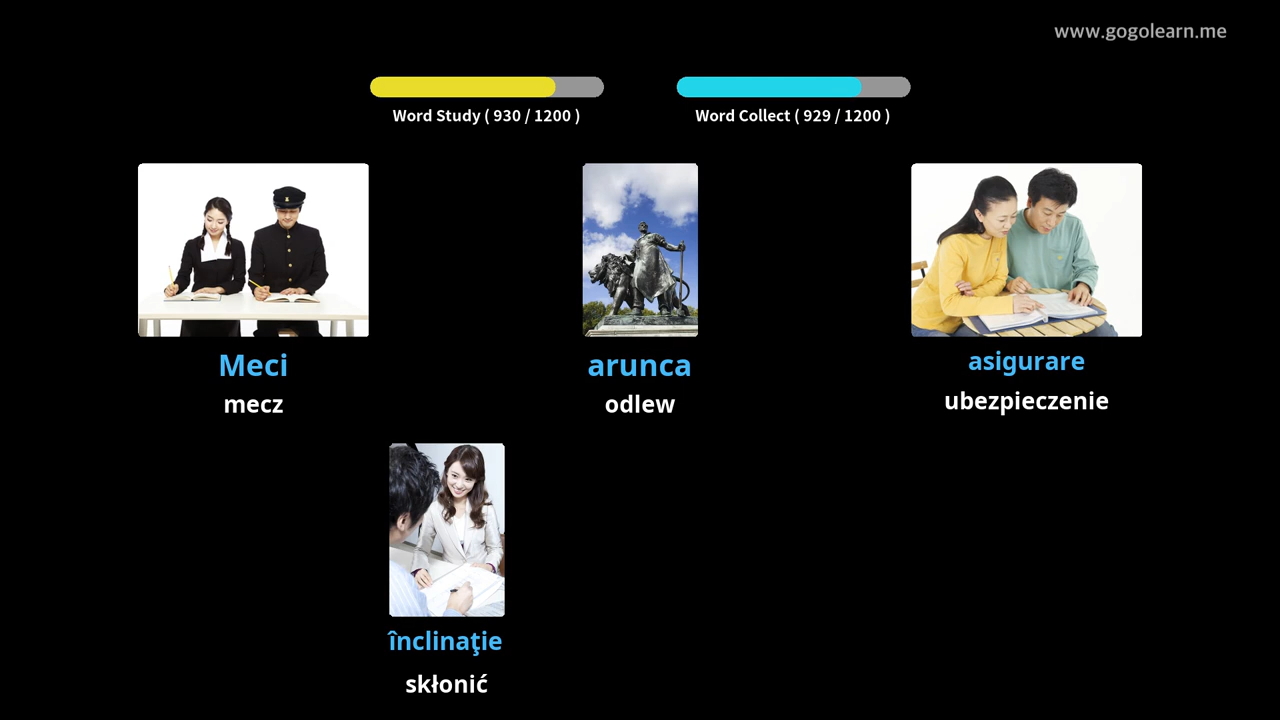 www.gogolearn.me
Word Study ( 930 / 1200 )
Word Collect ( 929 / 1200 )
Meci
mecz
arunca
odlew
asigurare
ubezpieczenie
înclinaţie
skłonić